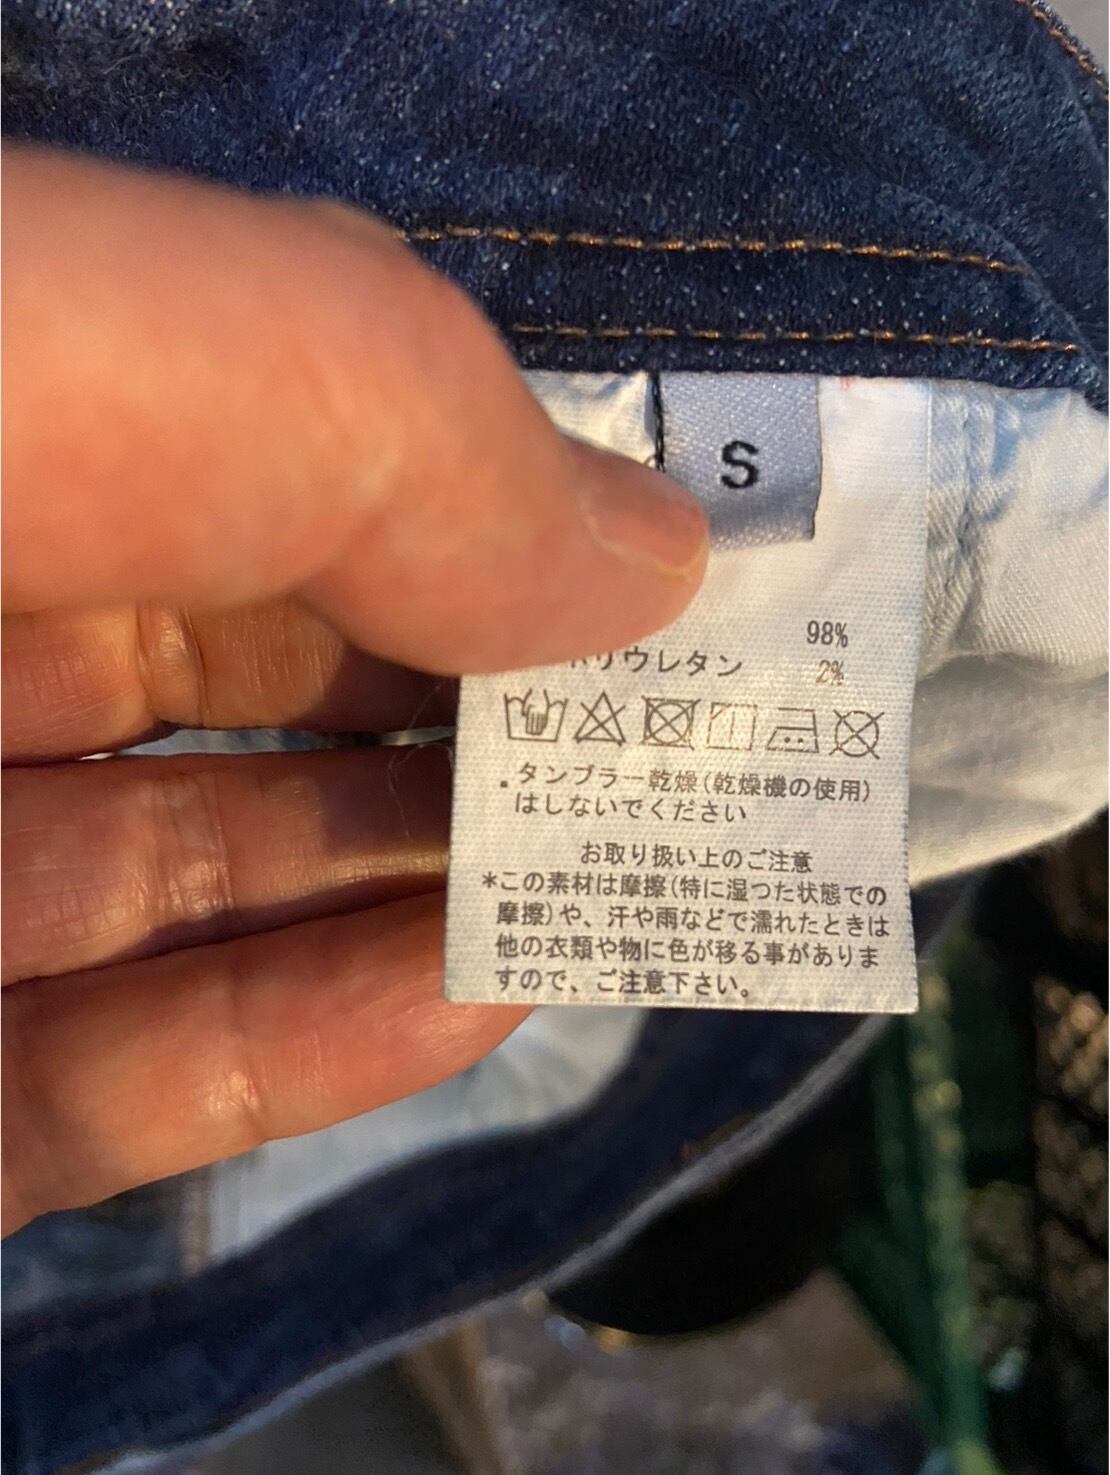 S
98%
リウレタン 2%
・タンブラー乾燥(乾燥機の使用)
はしないでください
お取り扱い上のご注意
*この素材は摩擦(特に湿つた状態での
摩擦)や、汗や雨などで濡れたときは
他の衣類や物に色が移る事がありま
すので、ご注意下さい。